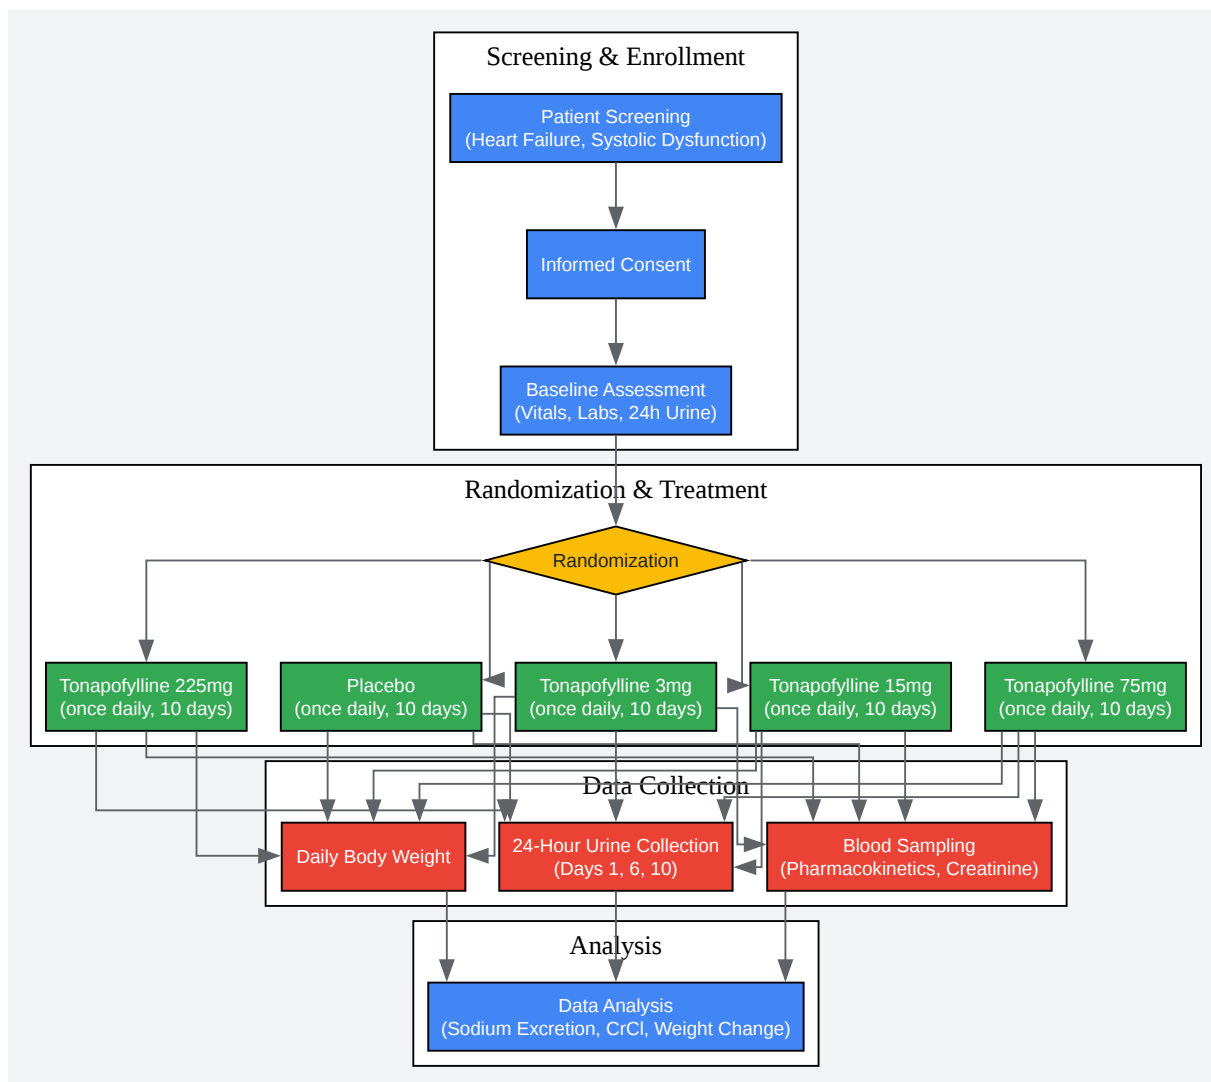 Screening & Enrollment
Patient Screening
(Heart Failure, Systolic Dysfunction)
Informed Consent
Baseline Assessment
(Vitals, Labs, 24h Urine)
Randomization & Treatment
Randomization
Tonapofylline 225mg
(once daily, 10 days)
Placebo
(once daily, 10 days)
Tonapofylline 3mg
(once daily, 10 days)
Tonapofylline 15mg
(once daily, 10 days)
Tonapofylline 75mg
(once daily, 10 days)
Data Collection
Daily Body Weight
24-Hour Urine Collection
(Days 1, 6, 10)
Blood Sampling
(Pharmacokinetics, Creatinine)
Analysis
Data Analysis
(Sodium Excretion, CrCl, Weight Change)